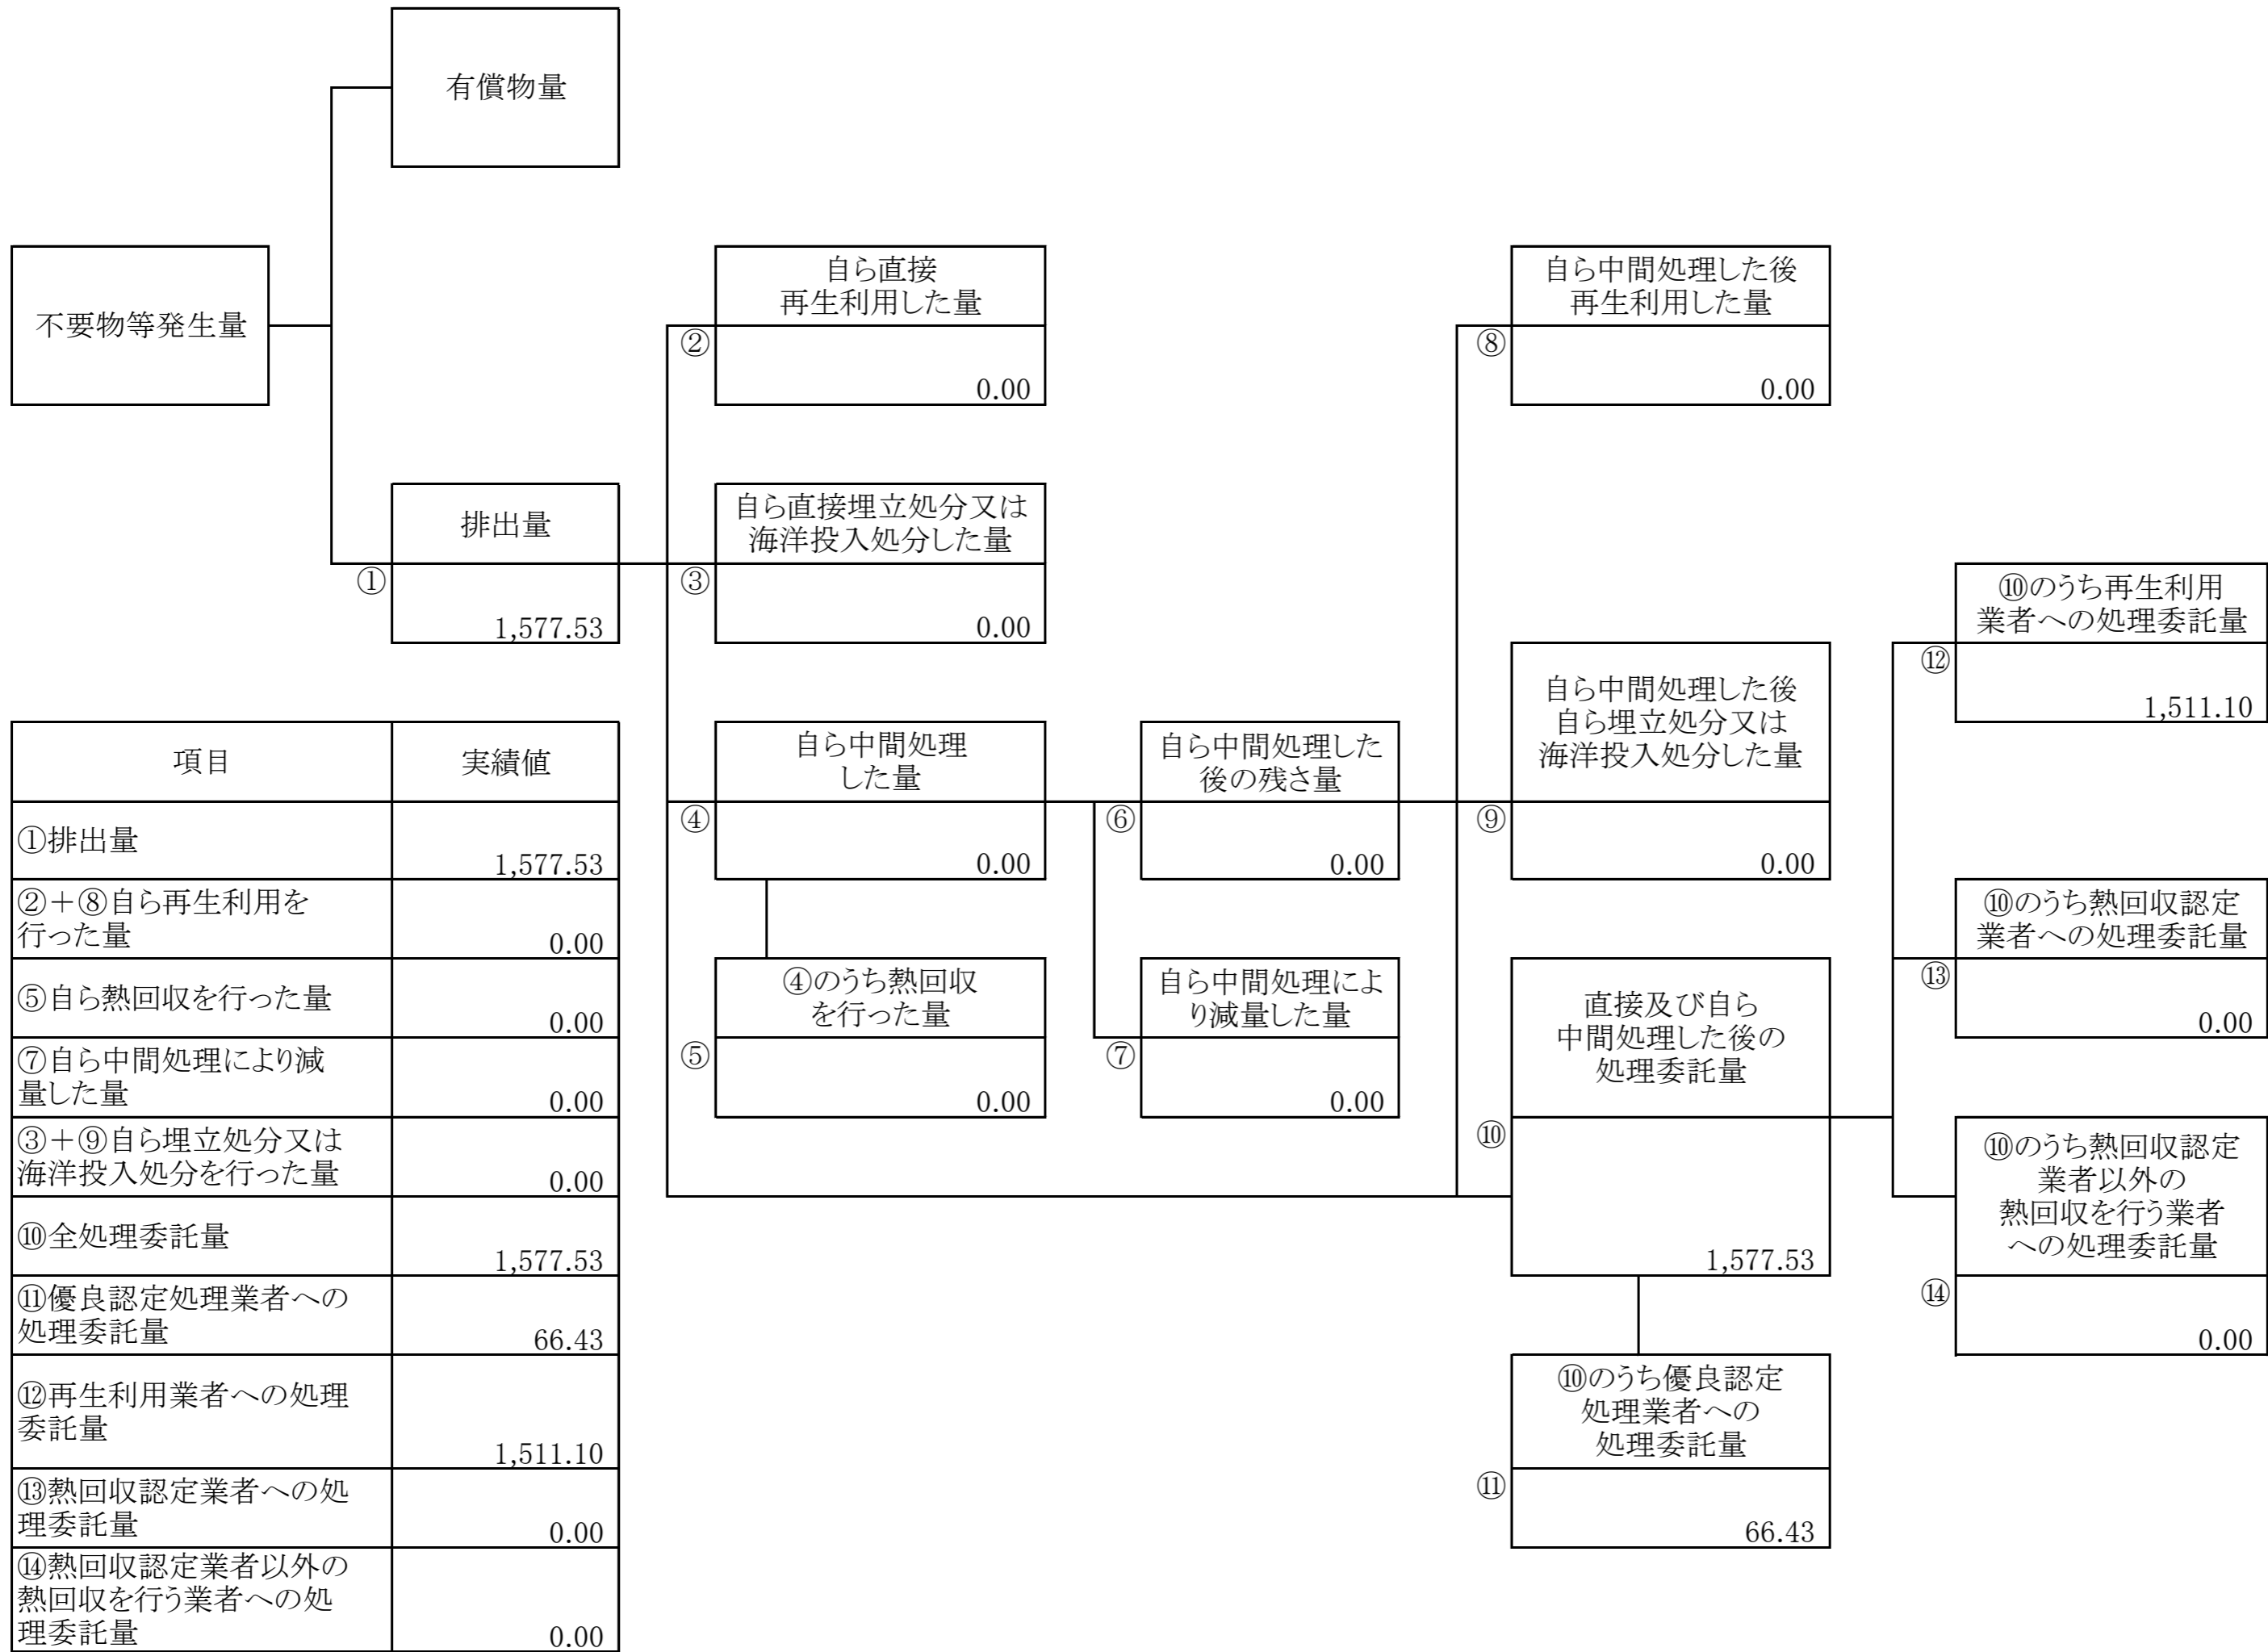 有償物量
不要物等発生量
自ら直接
再生利用した量
②
0.00
自ら中間処理した後
再生利用した量
⑧
0.00
排出量
①
1,577.53
自ら直接埋立処分又は
海洋投入処分した量
③
0.00
⑩のうち再生利用
業者への処理委託量
⑫
1,511.10
自ら中間処理
した量
④
0.00
自ら中間処理した
後の残さ量
⑥
0.00
自ら中間処理した後
自ら埋立処分又は
海洋投入処分した量
⑨
0.00
⑩のうち熱回収認定
業者への処理委託量
⑬
0.00
④のうち熱回収
を行った量
⑤
0.00
自ら中間処理によ
り減量した量
⑦
0.00
直接及び自ら
中間処理した後の
処理委託量
⑩
1,577.53
⑩のうち熱回収認定
業者以外の
熱回収を行う業者
への処理委託量
⑭
0.00
⑩のうち優良認定
処理業者への
処理委託量
⑪
66.43
項目 実績値
①排出量
1,577.53
②+⑧自ら再生利用を
行った量
0.00
⑤自ら熱回収を行った量
0.00
⑦自ら中間処理により減
量した量
0.00
③+⑨自ら埋立処分又は
海洋投入処分を行った量
0.00
⑩全処理委託量
1,577.53
⑪優良認定処理業者への
処理委託量
66.43
⑫再生利用業者への処理
委託量
1,511.10
⑬熱回収認定業者への処
理委託量
0.00
⑭熱回収認定業者以外の
熱回収を行う業者への処
理委託量
0.00